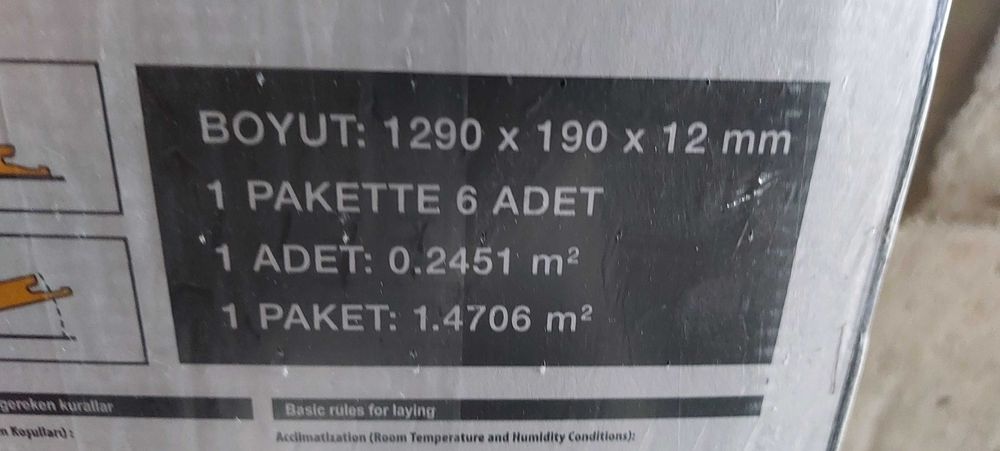 BOYUT: 1290 x 190 x 12 mm
1 PAKETTE 6 ADET
1 ADET: 0.2451 m²
1 PAKET: 1.4706 m²
gereken kurallar
Koşulları) :
Basic rules for laying
Acclimatization (Room Temperature and Humidity Conditions):